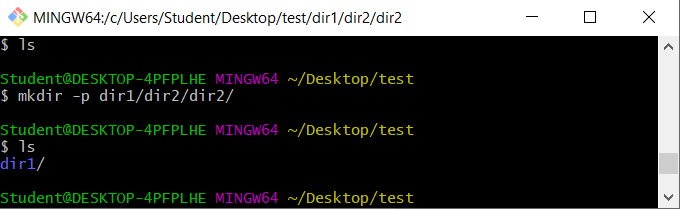 MINGW64:/c/Users/Student/Desktop/test/dir1/dir2/dir2
$ ls
Student@DESKTOP-4PFPLHE MINGW64 ~/Desktop/test
$ mkdir -p dir1/dir2/dir2/
Student@DESKTOP-4PFPLHE MINGW64 ~/Desktop/test
$ ls
dir1/
Student@DESKTOP-4PFPLHE MINGW64 ~/Desktop/test